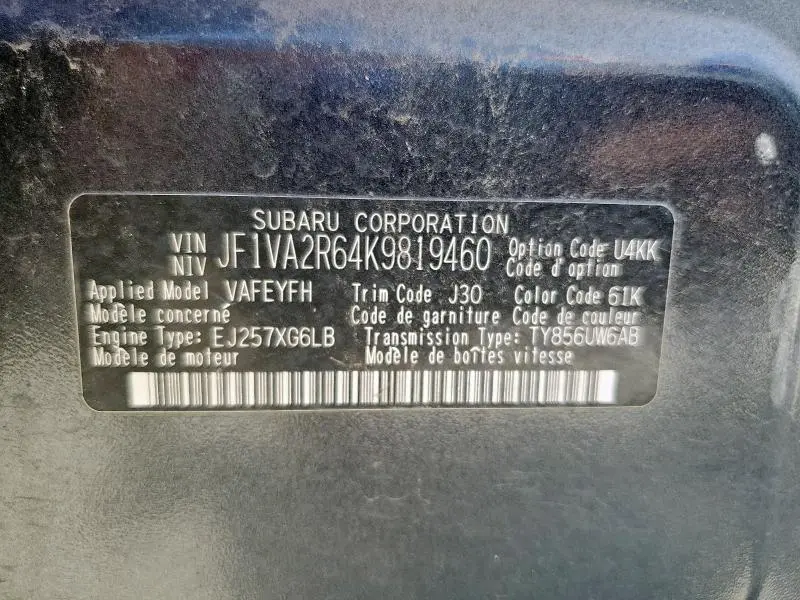 SUBARU CORPORATION
VIN
NIV JF1VA2R64K9819460 Option Code U4KK
Code d'option
Applied Model VAFEYFH Trim Code J30 Color Code 61K
Modèle concerné Code de garniture Code de couleur
Engine Type: EJ257XG6LB Transmission Type: TY856UW6AB
Modèle de moteur Modèle de boîtes vitesse